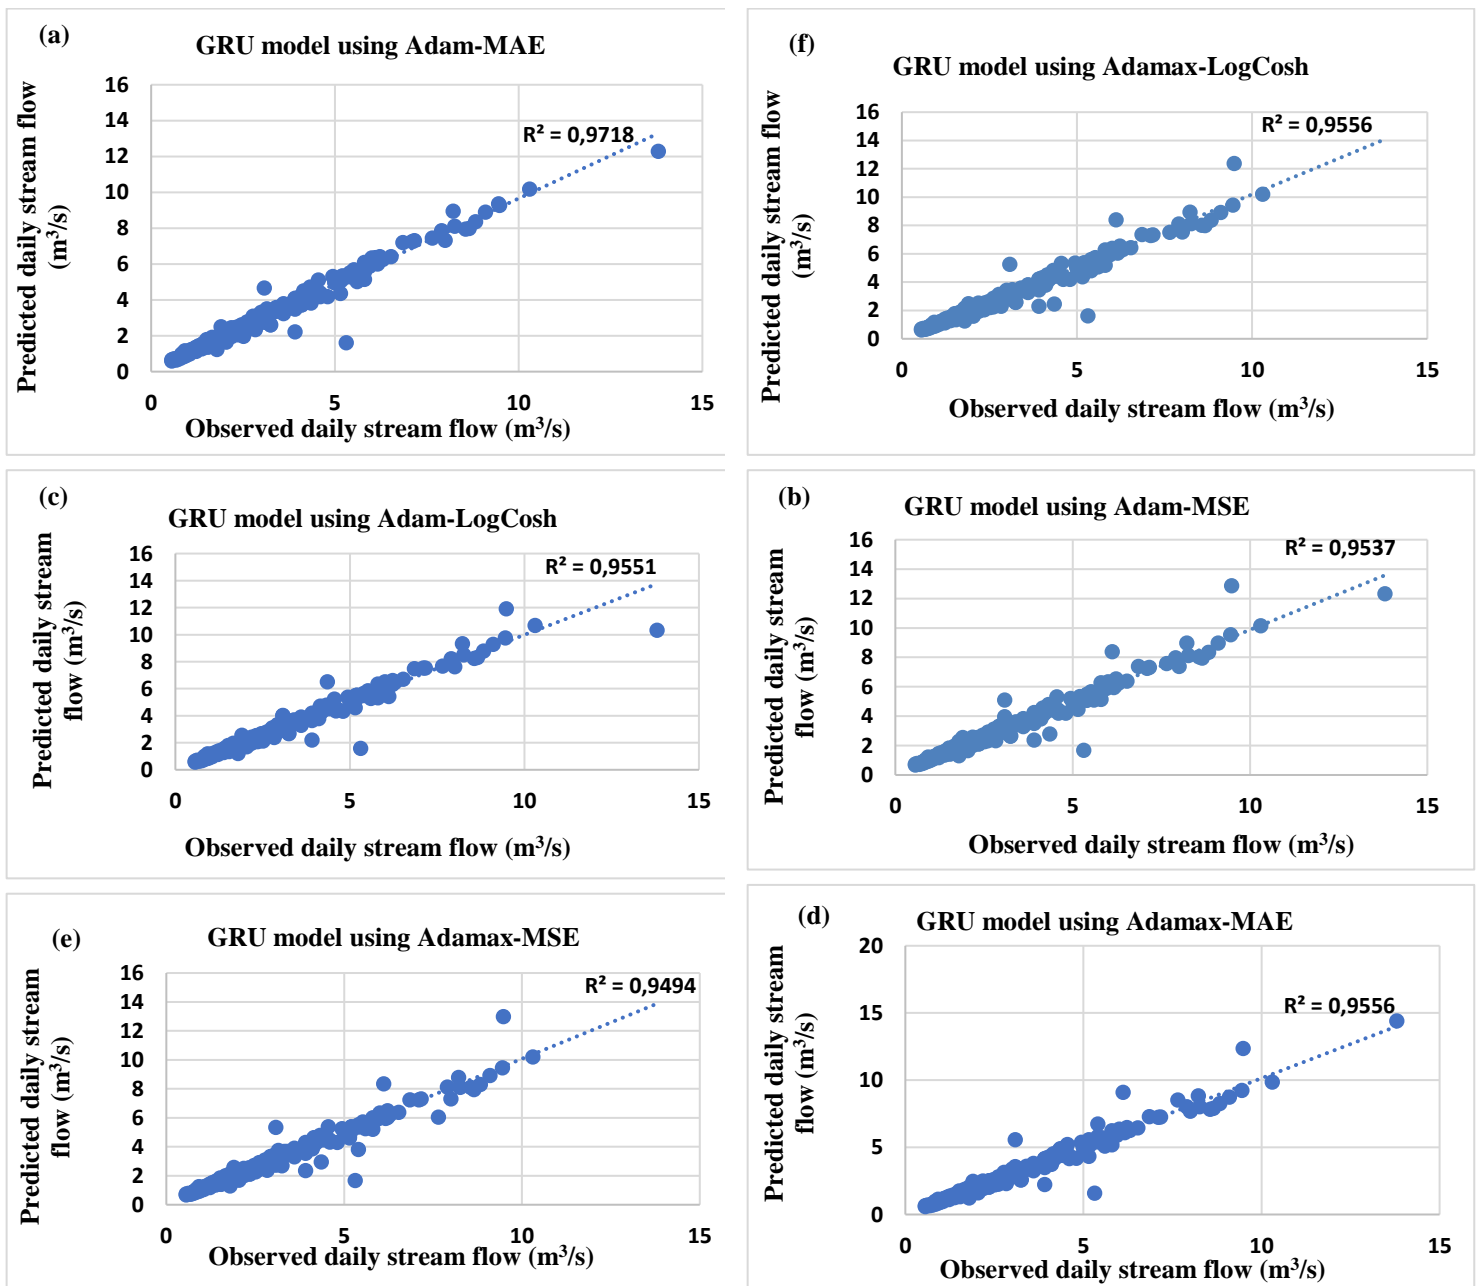 (a)
GRU model using Adam-MAE
Predicted daily stream flow
(m³/s)
16
14
12
10
8
6
4
2
0
R² = 0,9718
0 5 10 15
Observed daily stream flow (m³/s)
(f)
GRU model using Adamax-LogCosh
Predicted daily stream flow
(m³/s)
16
14
12
10
8
6
4
2
0
R² = 0,9556
0 5 10 15
Observed daily stream flow (m³/s)
(c)
GRU model using Adam-LogCosh
Predicted daily stream
flow (m³/s)
16
14
12
10
8
6
4
2
0
R² = 0,9551
0 5 10 15
Observed daily stream flow (m³/s)
(b)
GRU model using Adam-MSE
Predicted daily stream
flow (m³/s)
16
14
12
10
8
6
4
2
0
R² = 0,9537
0 5 10 15
Observed daily stream flow (m³/s)
(e)
GRU model using Adamax-MSE
Predicted daily stream
flow (m³/s)
16
14
12
10
8
6
4
2
0
R² = 0,9494
0 5 10 15
Observed daily stream flow (m³/s)
(d)
GRU model using Adamax-MAE
Predicted daily stream
flow (m³/s)
20
15
10
5
0
R² = 0,9556
0 5 10 15
Observed daily stream flow (m³/s)